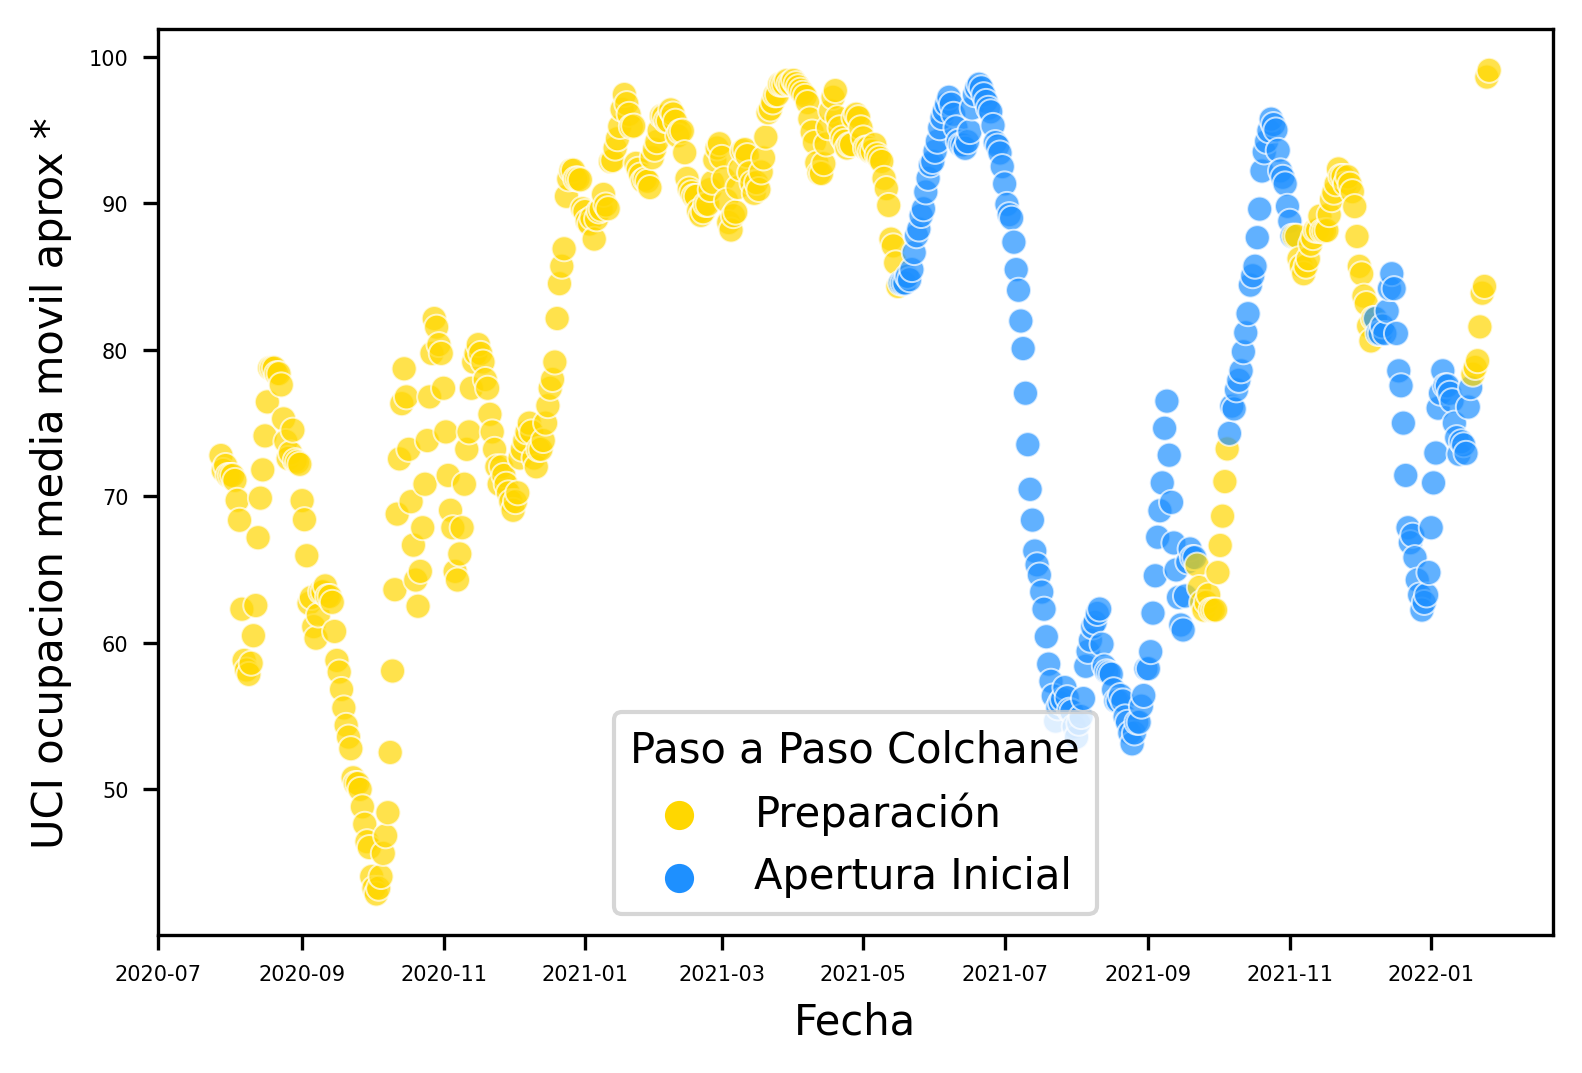 UCI ocupacion media movil aprox *
100
90
80
70
60
50
Paso a Paso Colchane
Preparación
Apertura Inicial
2020-07 2020-09 2020-11 2021-01 2021-03 2021-05 2021-07 2021-09 2021-11 2022-01
Fecha